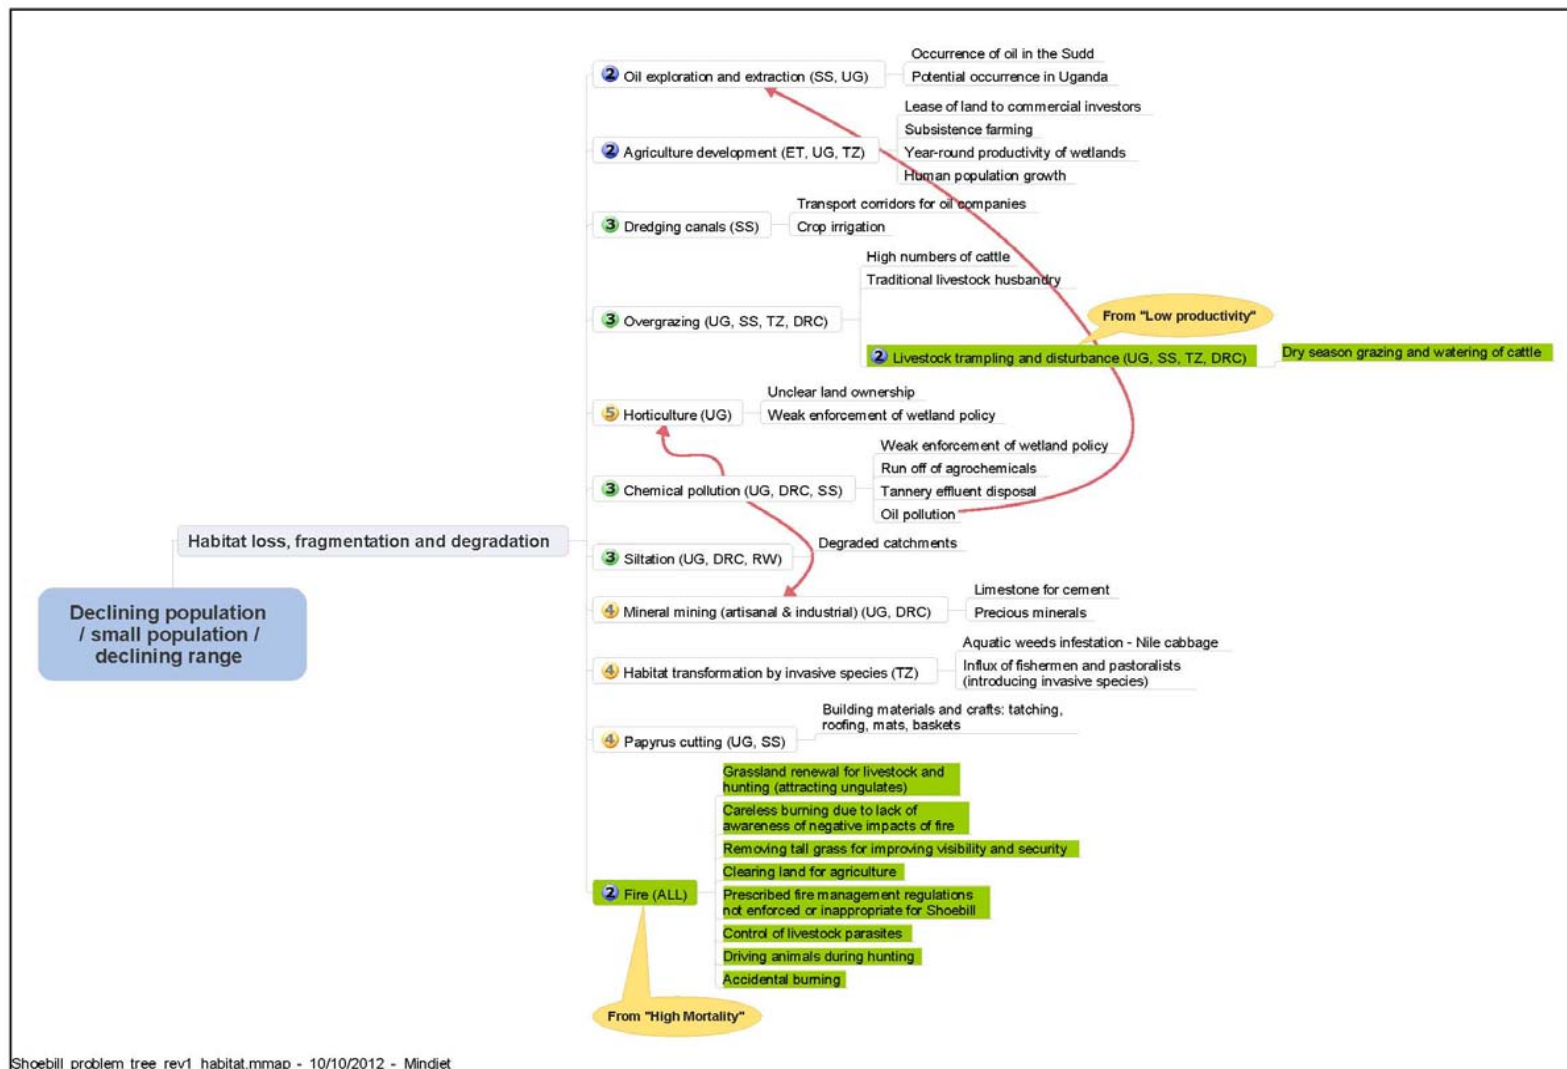 Occurrence of oil in the Sudd
2 Oil exploration and extraction (SS, UG)
Potential occurrence in Uganda
Lease of land to commercial investors
Subsistence farming
2 Agriculture development (ET, UG, TZ)
Year-round productivity of wetlands
Human population growth
Transport corridors for oil companies
3 Dredging canals (SS)
Crop irrigation
High numbers of cattle
Traditional livestock husbandry
From "Low productivity"
3 Overgrazing (UG, SS, TZ, DRC)
2 Livestock trampling and disturbance (UG, SS, TZ, DRC)
Dry season grazing and watering of cattle
Unclear land ownership
5 Horticulture (UG)
Weak enforcement of wetland policy
Weak enforcement of wetland policy
Run off of agrochemicals
3 Chemical pollution (UG, DRC, SS)
Tannery effluent disposal
Oil pollution
Habitat loss, fragmentation and degradation
Degraded catchments
3 Siltation (UG, DRC, RW)
Declining population
/ small population /
declining range
Limestone for cement
4 Mineral mining (artisanal & industrial) (UG, DRC)
Precious minerals
Aquatic weeds infestation - Nile cabbage
4 Habitat transformation by invasive species (TZ)
Influx of fishermen and pastoralists
(introducing invasive species)
Building materials and crafts: tatching,
roofing, mats, baskets
4 Papyrus cutting (UG, SS)
Grassland renewal for livestock and
hunting (attracting ungulates)
Careless burning due to lack of
awareness of negative impacts of fire
Removing tall grass for improving visibility and security
Clearing land for agriculture
2 Fire (ALL)
Prescribed fire management regulations
not enforced or inappropriate for Shoebill
Control of livestock parasites
Driving animals during hunting
Accidental burning
From "High Mortality"
Shoebill_problem_tree_rev1_habitat.mmap - 10/10/2012 - Mindjet